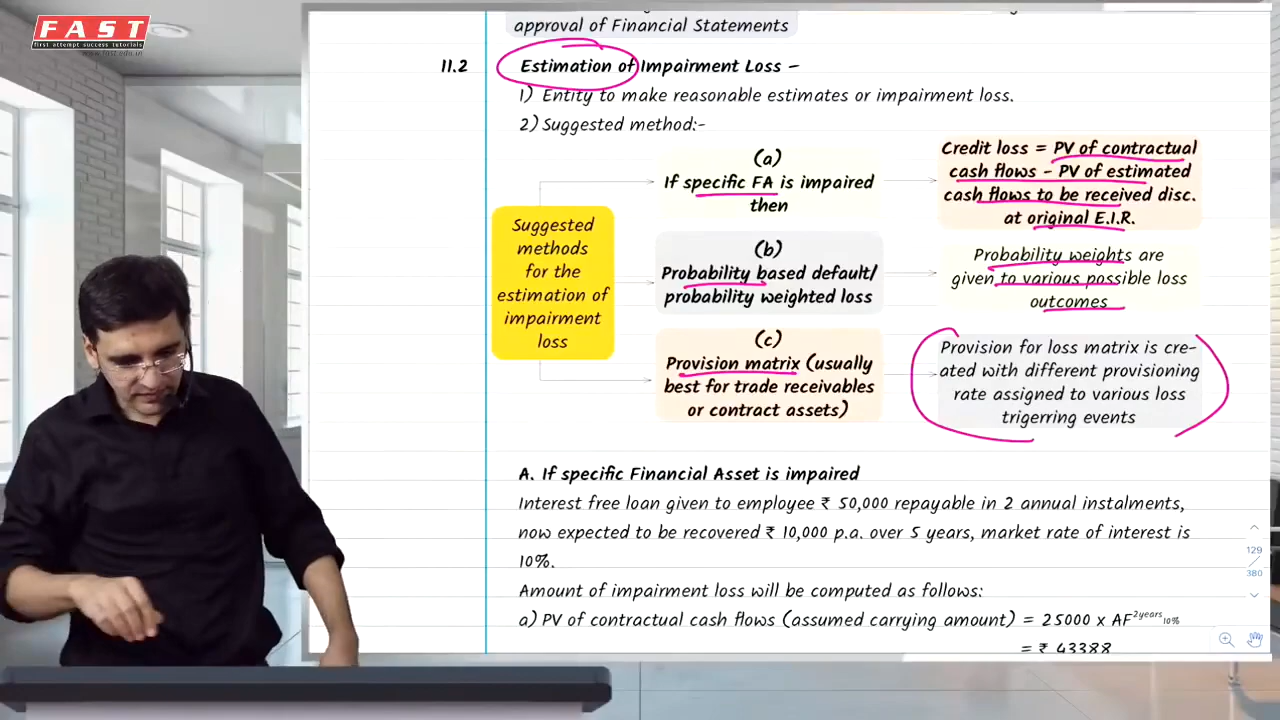 FAST
first attempt success tutorials
www.fast.edu.in
approval of Financial Statements
11.2 Estimation of Impairment Loss –
1) Entity to make reasonable estimates or impairment loss.
2) Suggested method:-
Suggested
methods
for the
estimation of
impairment
loss
(a)
If specific FA is impaired
then
Credit loss = PV of contractual
cash flows - PV of estimated
cash flows to be received disc.
at original E.I.R.
(b)
Probability based default/
probability weighted loss
Probability weights are
given to various possible loss
outcomes
(c)
Provision matrix (usually
best for trade receivables
or contract assets)
Provision for loss matrix is cre-
ated with different provisioning
rate assigned to various loss
trigerring events
A. If specific Financial Asset is impaired
Interest free loan given to employee ₹ 50,000 repayable in 2 annual instalments,
now expected to be recovered ₹ 10,000 p.a. over 5 years, market rate of interest is
10%.
Amount of impairment loss will be computed as follows:
a) PV of contractual cash flows (assumed carrying amount) = 25000 x AF 2years 10%
= ₹ 43388
129
380